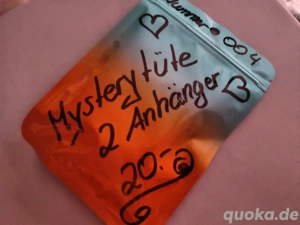 Nummer 004
Mysterytüte
2 Anhänger
20.-
quoka.de